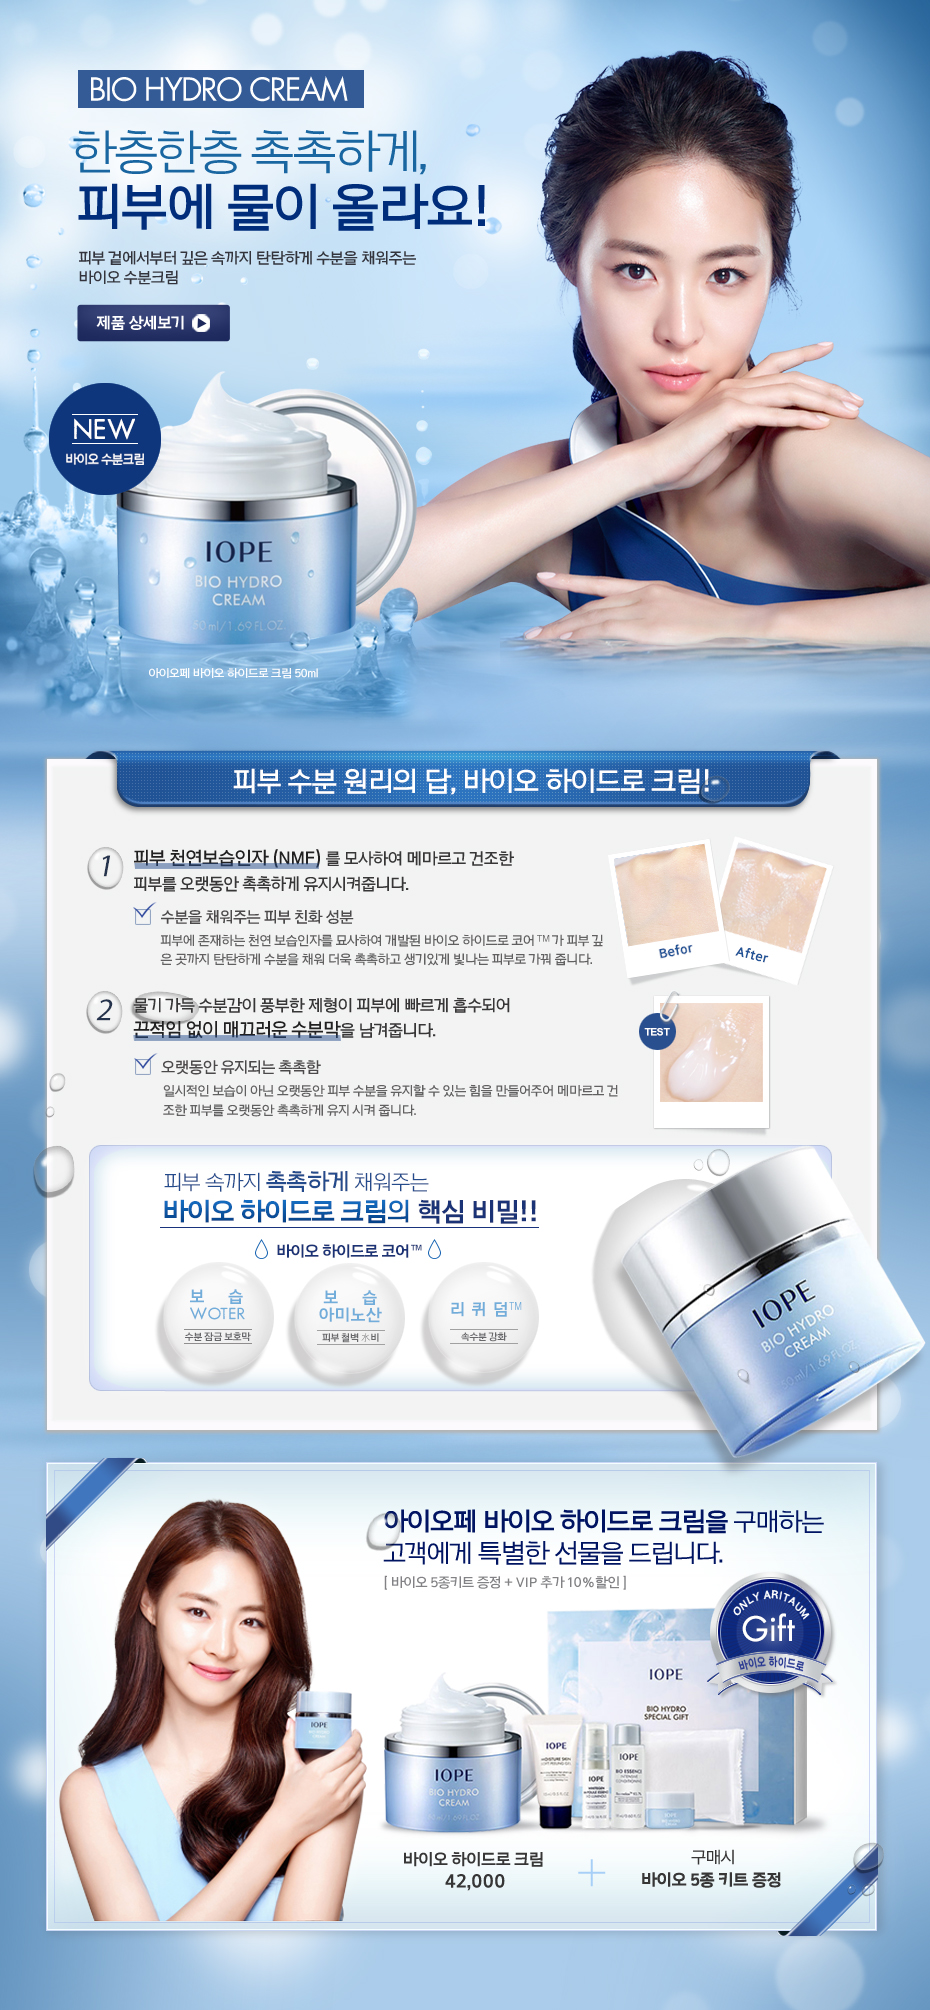 BIO HYDRO CREAM
한층한층 촉촉하게,
피부에 물이 올라요!
피부 겉에서부터 깊은 속까지 탄탄하게 수분을 채워주는
바이오 수분크림
제품 상세보기
NEW
바이오 수분크림
IOPE
BIO HYDRO
CREAM
50 ml/1.69 FL.OZ
아이오페 바이오 하이드로 크림 50ml
피부 수분 원리의 답, 바이오 하이드로 크림!
1
피부 천연보습인자 (NMF) 를 모사하여 메마르고 건조한
피부를 오랫동안 촉촉하게 유지시켜줍니다.
수분을 채워주는 피부 친화 성분
피부에 존재하는 천연 보습인자를 묘사하여 개발된 바이오 하이드로 코어 TM 가 피부 깊
은 곳까지 탄탄하게 수분을 채워 더욱 촉촉하고 생기있게 빛나는 피부로 가꿔 줍니다.
Befor
After
2
물기 가득 수분감이 풍부한 제형이 피부에 빠르게 흡수되어
끈적임 없이 매끄러운 수분막을 남겨줍니다.
오랫동안 유지되는 촉촉함
일시적인 보습이 아닌 오랫동안 피부 수분을 유지할 수 있는 힘을 만들어주어 메마르고 건
조한 피부를 오랫동안 촉촉하게 유지 시켜 줍니다.
TEST
피부 속까지 촉촉하게 채워주는
바이오 하이드로 크림의 핵심 비밀!!
바이오 하이드로 코어™
보 습
WOTER
수분 잠금 보호막
보 습
아미노산
피부 철벽 水비
리 퀴 덤TM
속수분 강화
IOPE
BIO HYDRO
CREAM
50 ml/1.69 FL.OZ
아이오페 바이오 하이드로 크림을 구매하는
고객에게 특별한 선물을 드립니다.
[ 바이오 5종키트 증정 + VIP 추가 10%할인 ]
ONLY ARITAUM
Gift
바이오 하이드로
IOPE
BIO HYDRO
SPECIAL GIFT
IOPE
IOPE
BIO HYDRO
CREAM
IOPE
MOISTURE SKIN
IOPE
IOPE
BIO ESSENCE
INTENSIVE
CONDITIONING
IOPE
바이오 하이드로 크림
42,000
구매시
바이오 5종 키트 증정